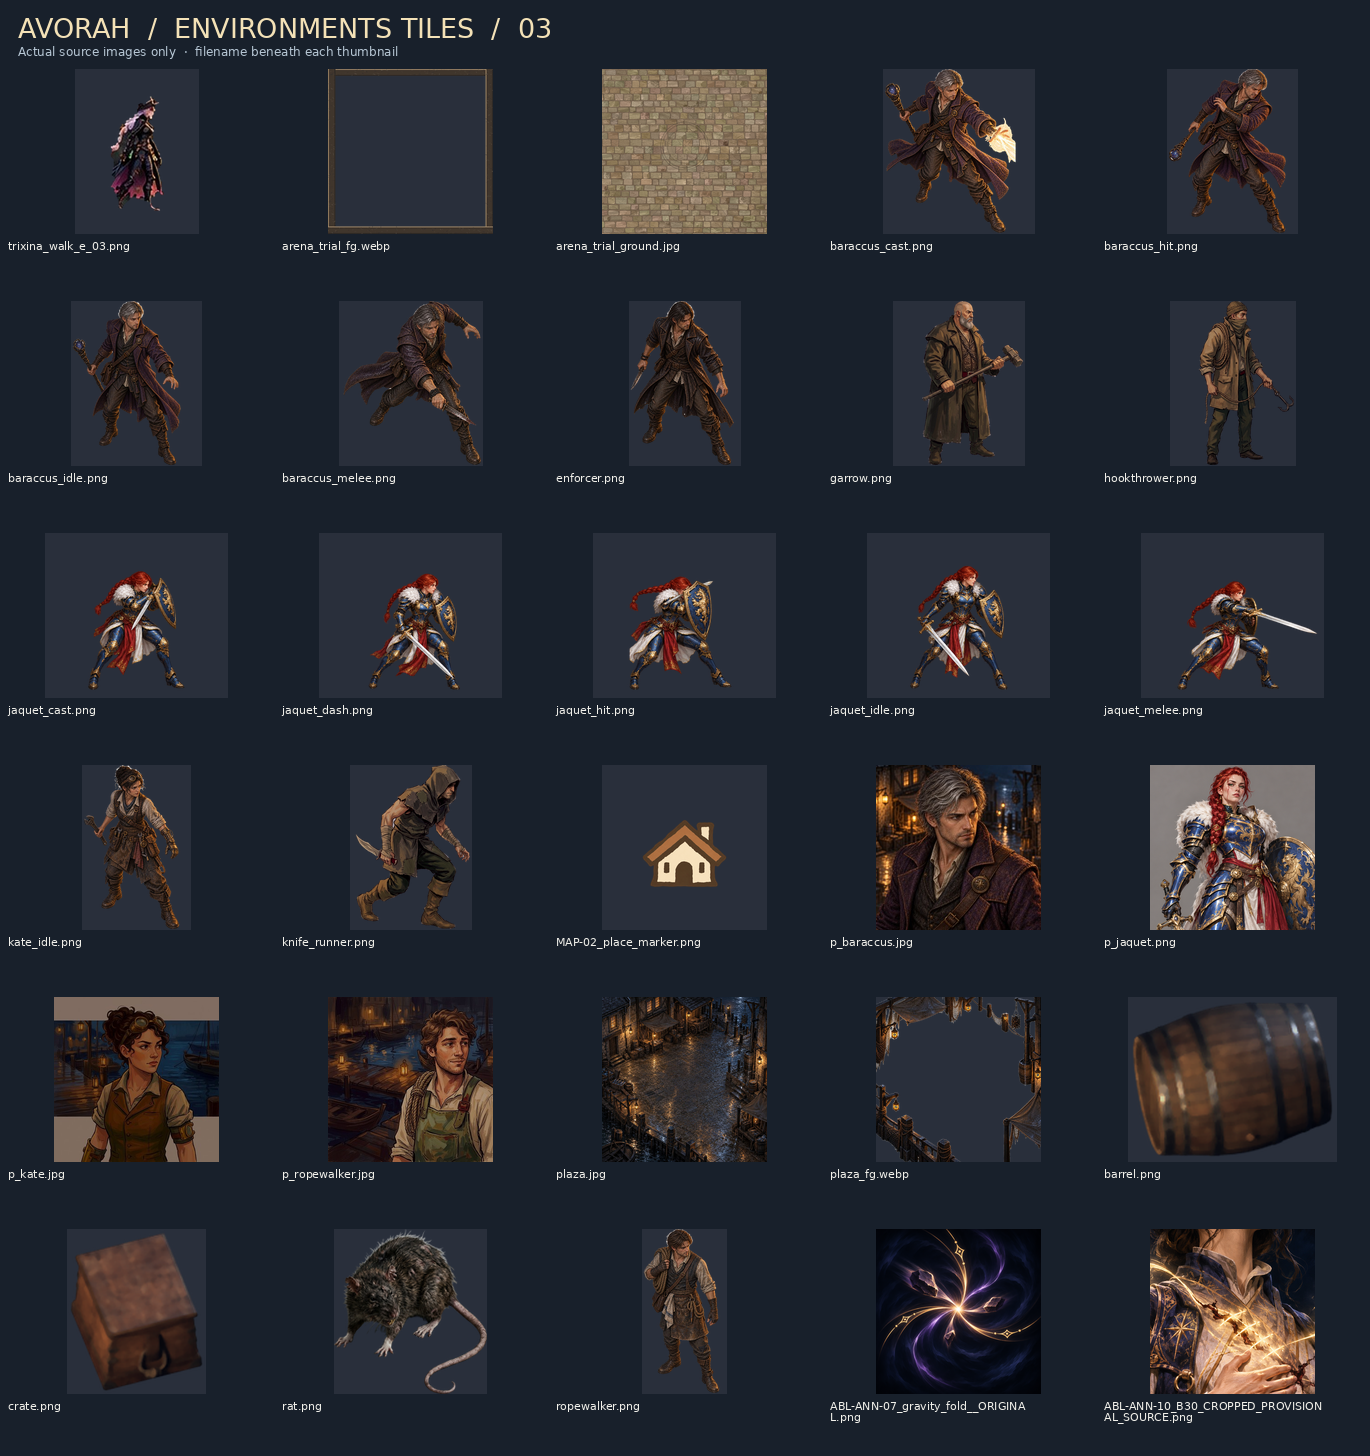 AVORAH / ENVIRONMENTS TILES / 03
Actual source images only · filename beneath each thumbnail
trixina_walk_e_03.png
arena_trial_fg.webp
arena_trial_ground.jpg
baraccus_cast.png
baraccus_hit.png
baraccus_idle.png
baraccus_melee.png
enforcer.png
garrow.png
hookthrower.png
jaquet_cast.png
jaquet_dash.png
jaquet_hit.png
jaquet_idle.png
jaquet_melee.png
kate_idle.png
knife_runner.png
MAP-02_place_marker.png
p_baraccus.jpg
p_jaquet.png
p_kate.jpg
p_ropewalker.jpg
plaza.jpg
plaza_fg.webp
barrel.png
crate.png
rat.png
ropewalker.png
ABL-ANN-07_gravity_fold__ORIGINA
L.png
ABL-ANN-10_B30_CROPPED_PROVISION
AL_SOURCE.png